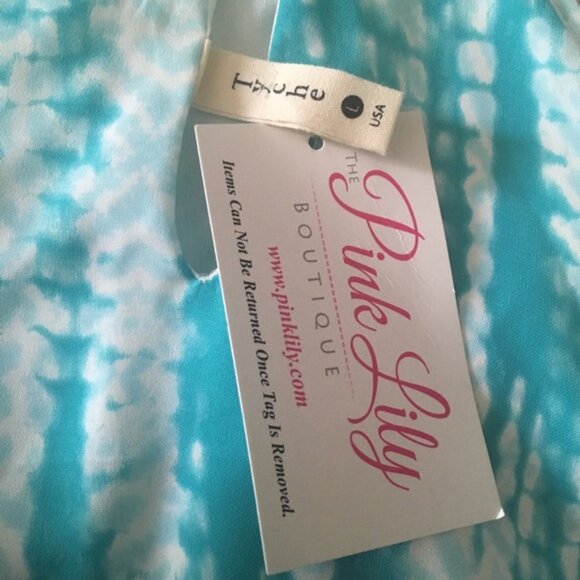 Tyche
L
USA
THE
Pink Lily
BOUTIQUE
www.pinklily.com
Items Can Not Be Returned Once Tag Is Removed.